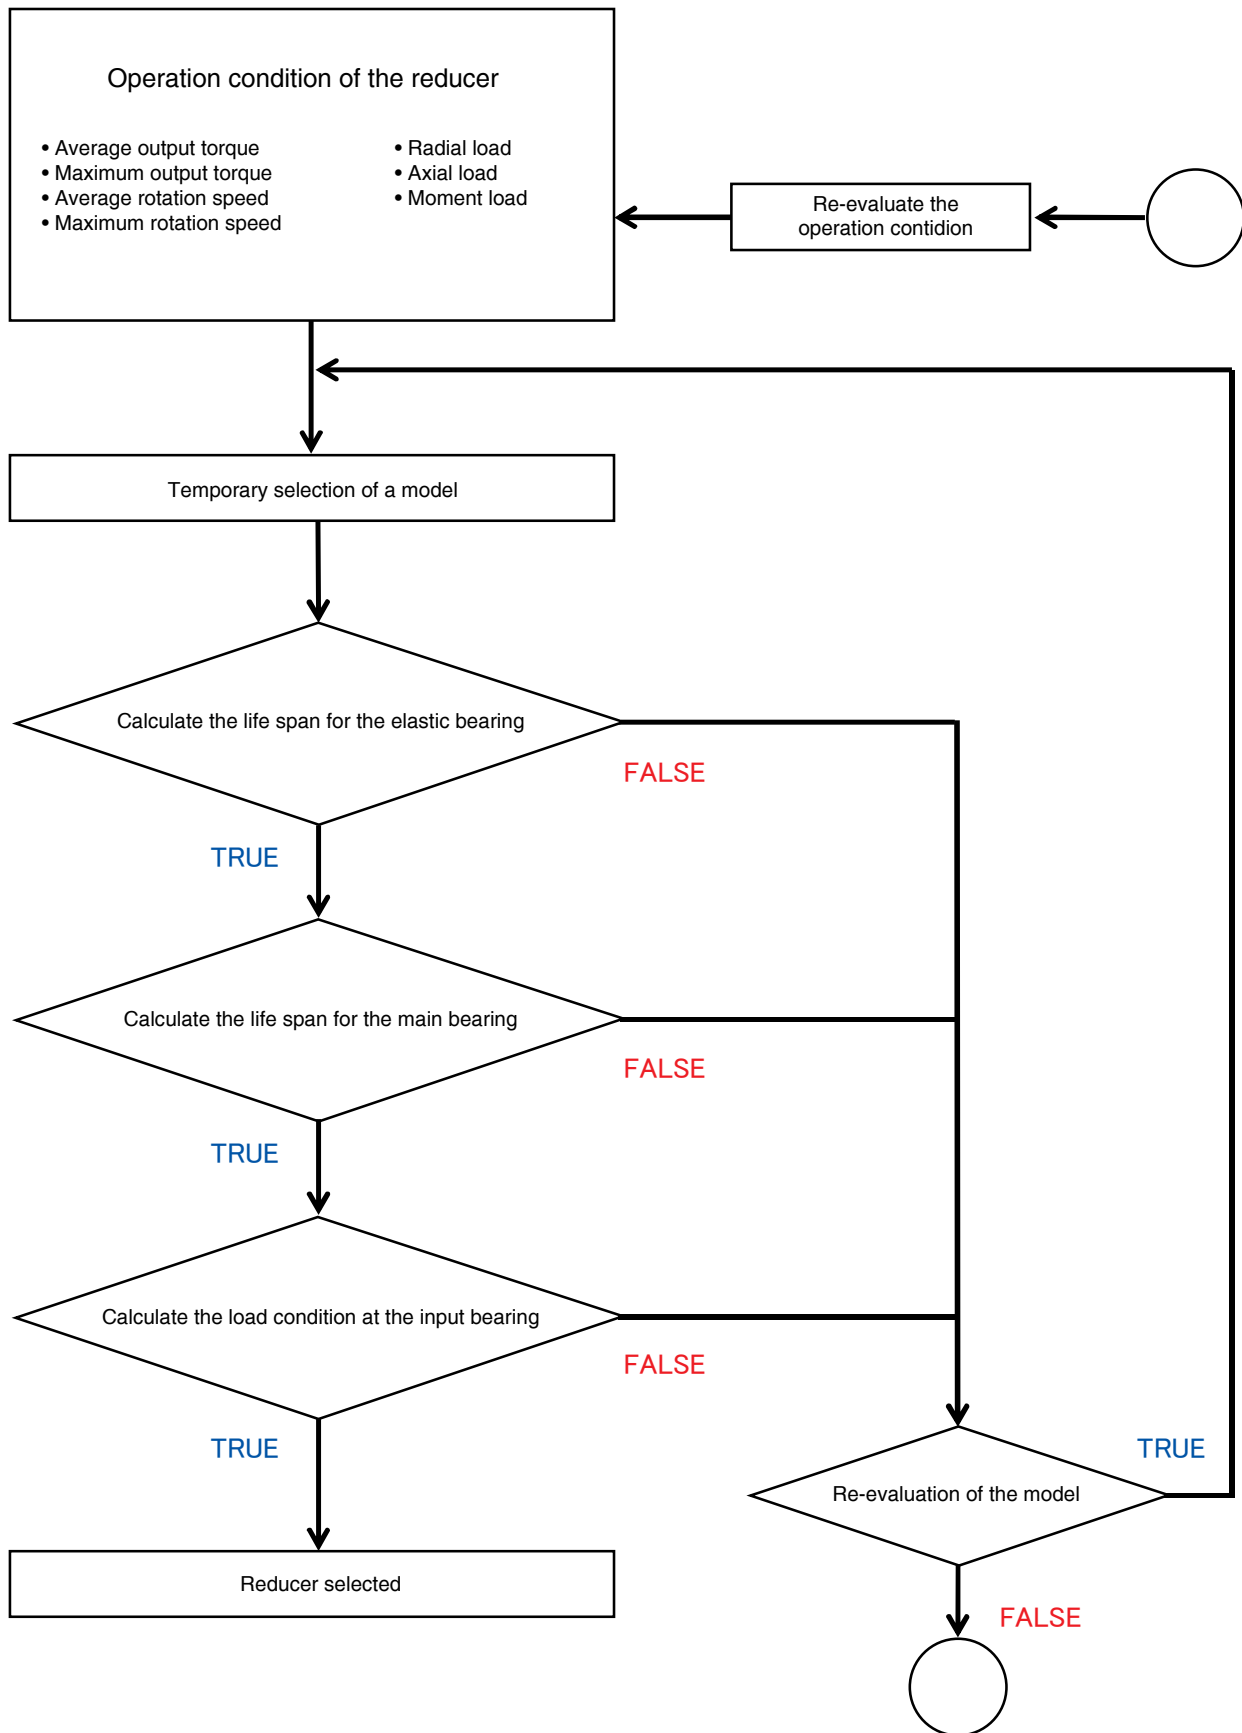 Operation condition of the reducer
• Average output torque
• Maximum output torque
• Average rotation speed
• Maximum rotation speed
• Radial load
• Axial load
• Moment load
Re-evaluate the
operation contidion
Temporary selection of a model
Calculate the life span for the elastic bearing
FALSE
TRUE
Calculate the life span for the main bearing
FALSE
TRUE
Calculate the load condition at the input bearing
FALSE
TRUE
TRUE
Re-evaluation of the model
Reducer selected
FALSE